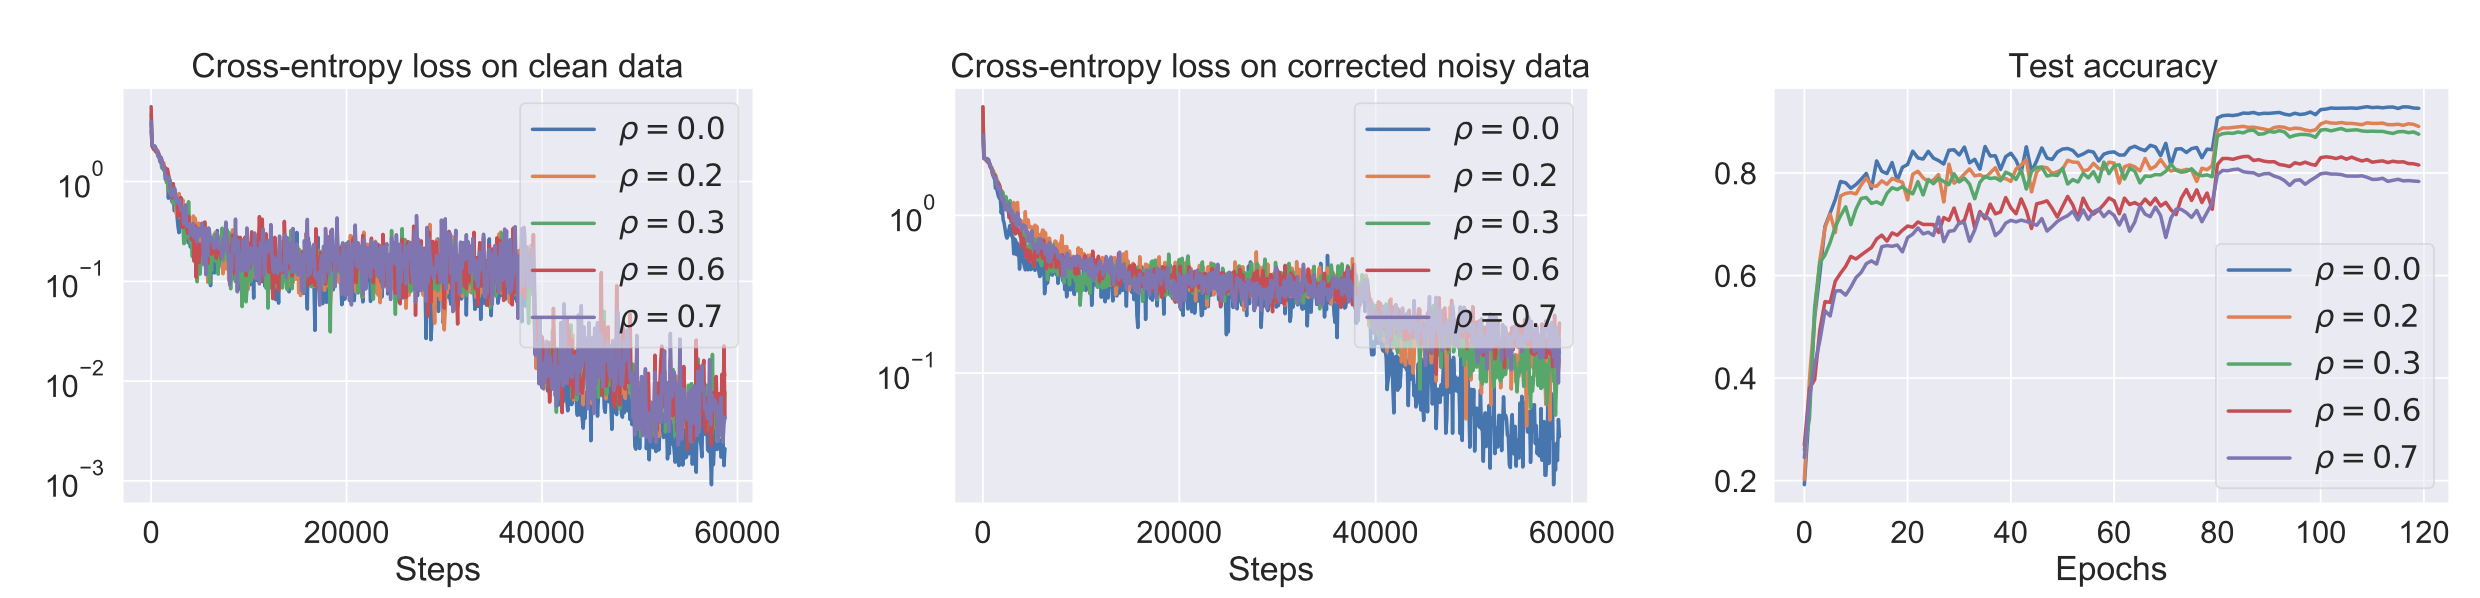 Cross-entropy loss on clean data
10⁰
10⁻¹
10⁻²
10⁻³
ρ = 0.0
ρ = 0.2
ρ = 0.3
ρ = 0.6
ρ = 0.7
0 20000 40000 60000
Steps
Cross-entropy loss on corrected noisy data
10⁰
10⁻¹
ρ = 0.0
ρ = 0.2
ρ = 0.3
ρ = 0.6
ρ = 0.7
0 20000 40000 60000
Steps
Test accuracy
0.8
0.6
0.4
0.2
ρ = 0.0
ρ = 0.2
ρ = 0.3
ρ = 0.6
ρ = 0.7
0 20 40 60 80 100 120
Epochs